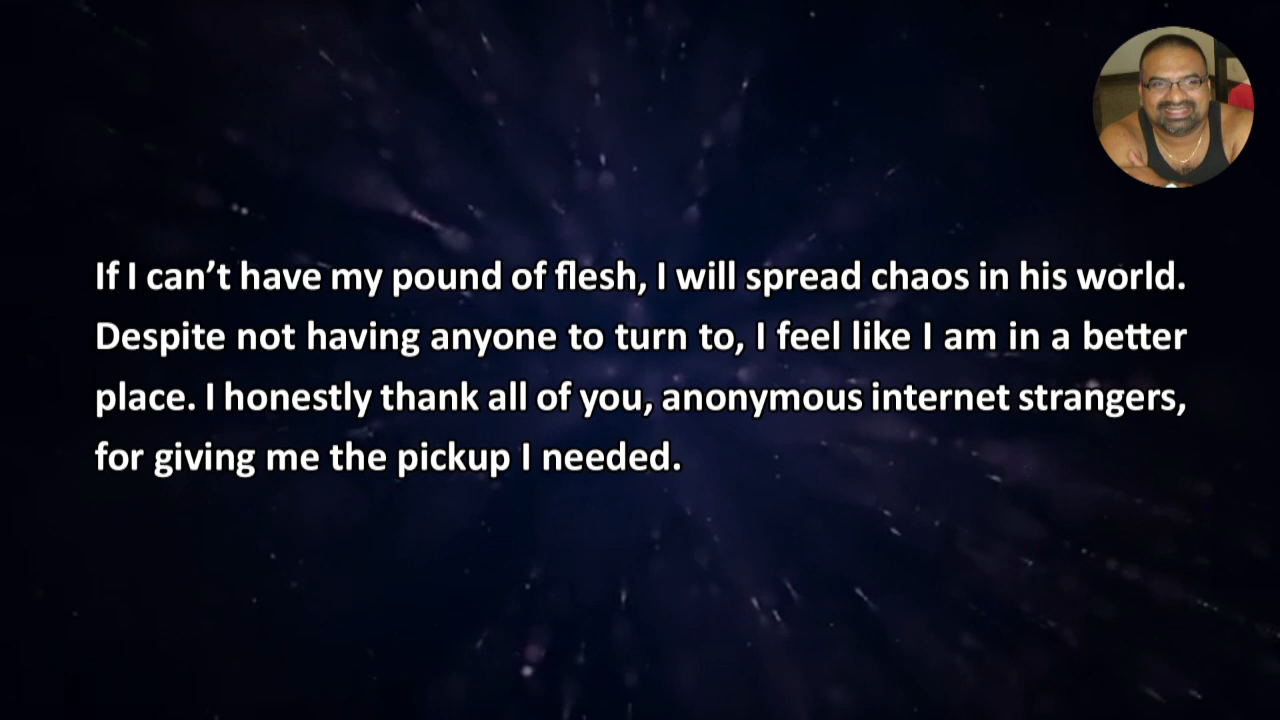 If I can’t have my pound of flesh, I will spread chaos in his world.
Despite not having anyone to turn to, I feel like I am in a better
place. I honestly thank all of you, anonymous internet strangers,
for giving me the pickup I needed.